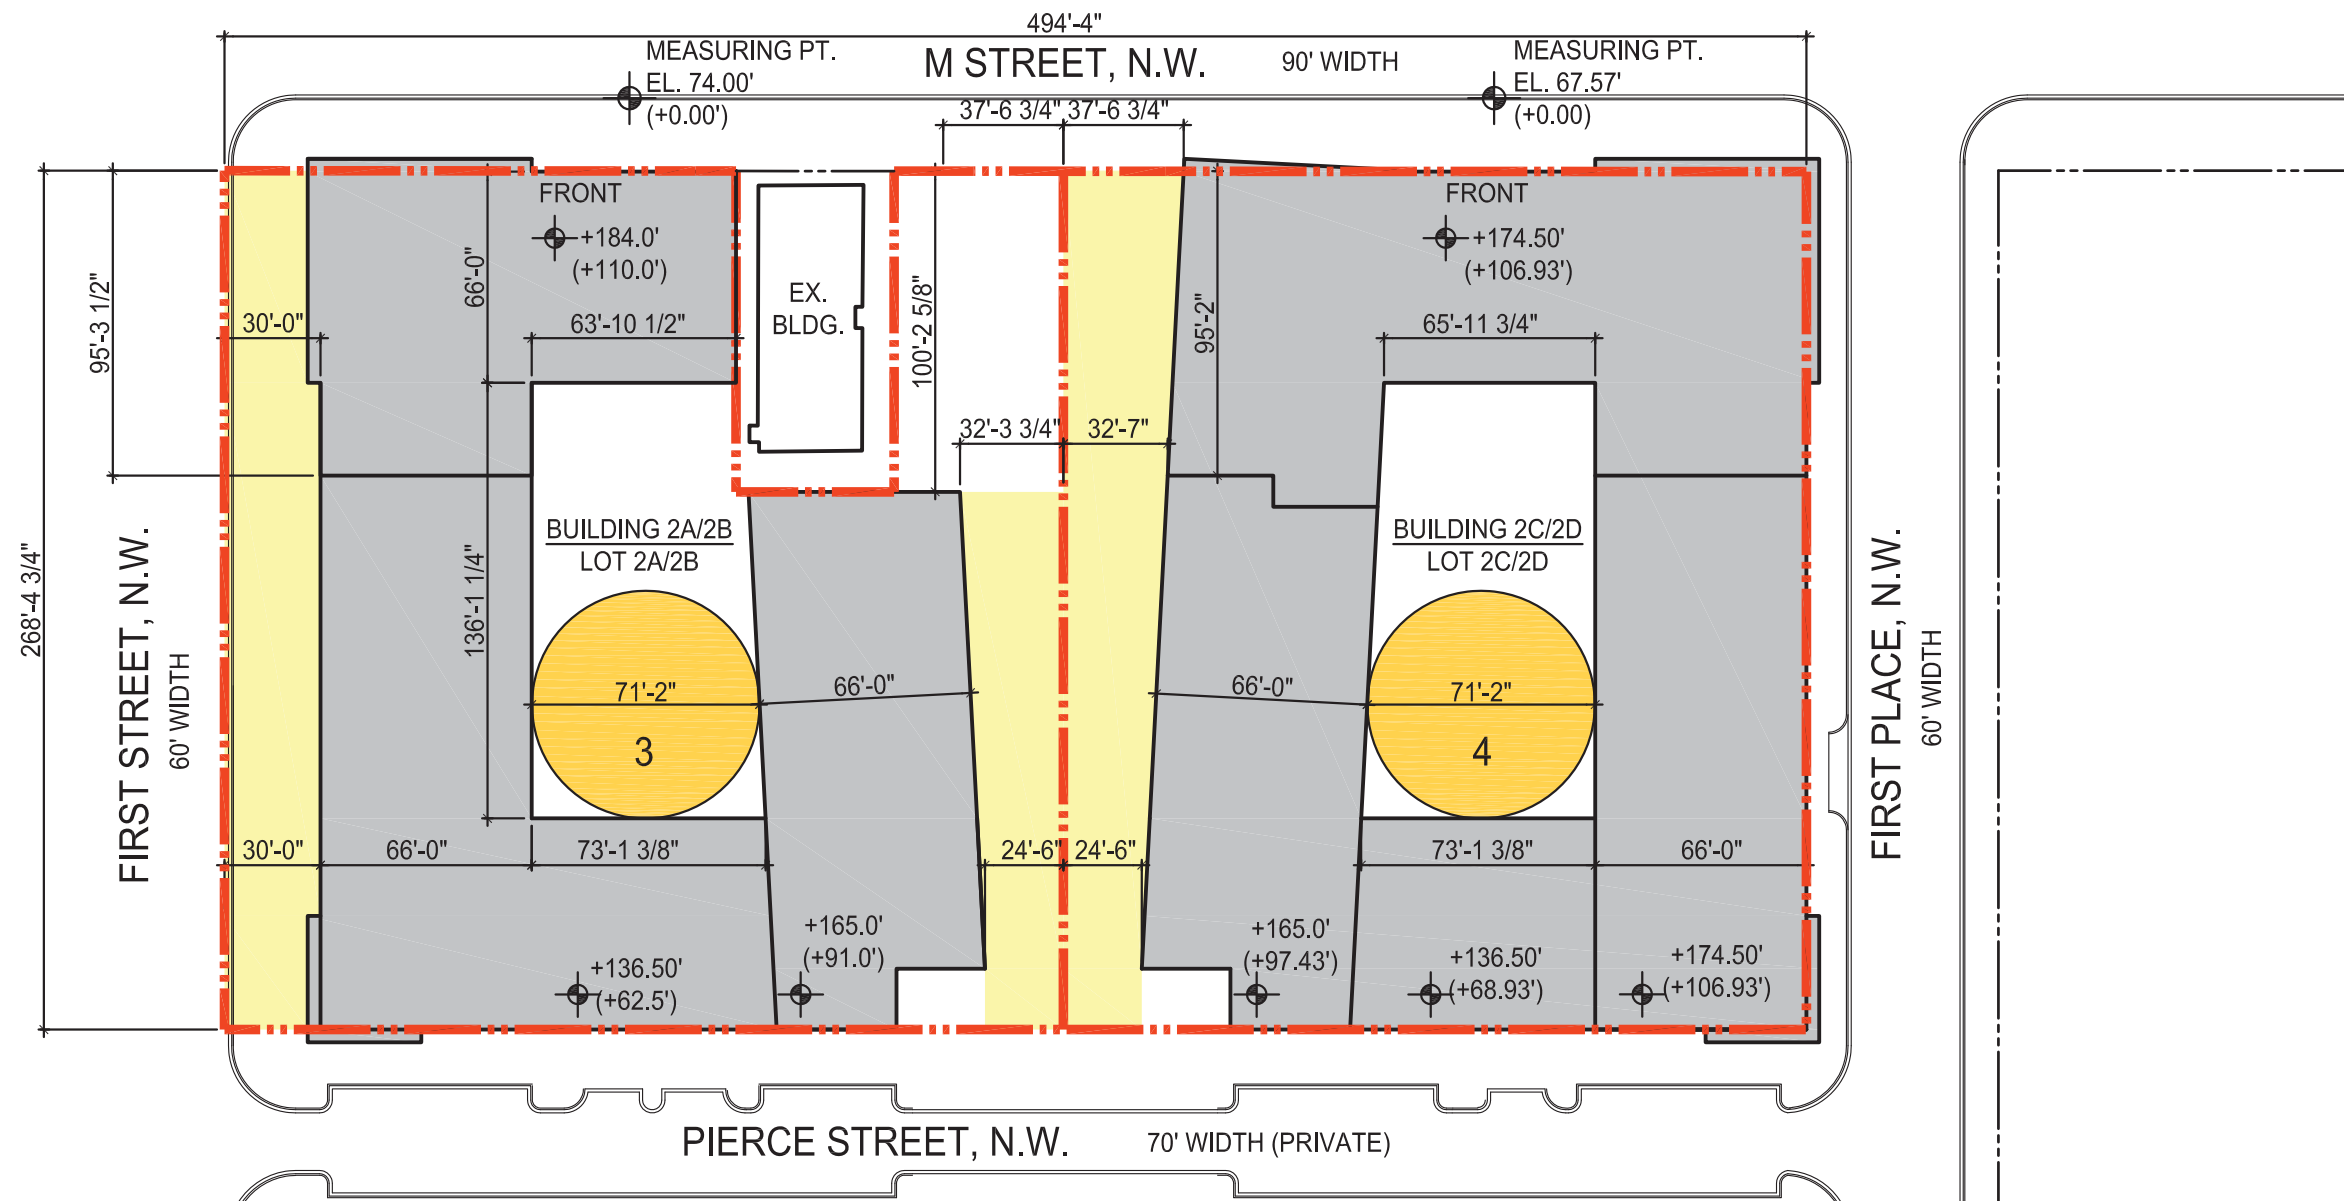 494'-4"
MEASURING PT.
EL. 74.00'
(+0.00')
M STREET, N.W.
90' WIDTH
MEASURING PT.
EL. 67.57'
(+0.00)
37'-6 3/4"
37'-6 3/4"
FRONT
+184.0'
(+110.0')
66'-0"
95'-3 1/2"
30'-0"
63'-10 1/2"
EX.
BLDG.
100'-2 5/8"
95'-2"
FRONT
+174.50'
(+106.93')
65'-11 3/4"
32'-3 3/4"
32'-7"
BUILDING 2A/2B
LOT 2A/2B
BUILDING 2C/2D
LOT 2C/2D
268'-4 3/4"
FIRST STREET, N.W.
60' WIDTH
136'-1 1/4"
71'-2"
3
66'-0"
66'-0"
71'-2"
4
FIRST PLACE, N.W.
60' WIDTH
30'-0"
66'-0"
73'-1 3/8"
24'-6"
24'-6"
73'-1 3/8"
66'-0"
+136.50'
(+62.5')
+165.0'
(+91.0')
+165.0'
(+97.43')
+136.50'
(+68.93')
+174.50'
(+106.93')
PIERCE STREET, N.W.
70' WIDTH (PRIVATE)